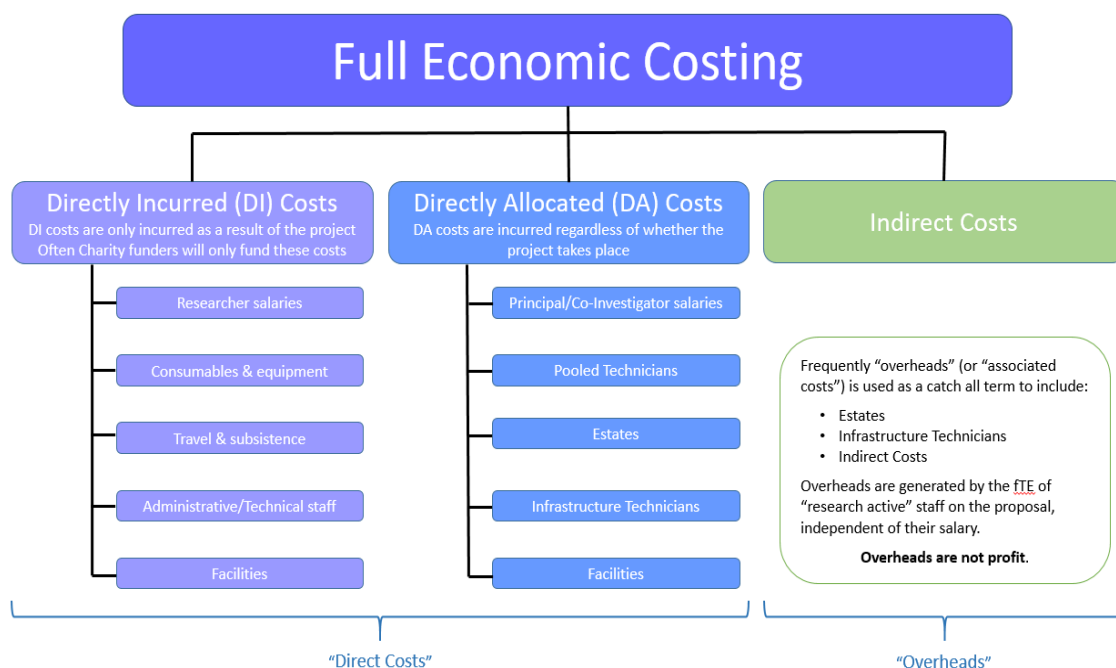 Full Economic Costing
Directly Incurred (DI) Costs
DI costs are only incurred as a result of the project
Often Charity funders will only fund these costs
Researcher salaries
Consumables & equipment
Travel & subsistence
Administrative/Technical staff
Facilities
Directly Allocated (DA) Costs
DA costs are incurred regardless of whether the
project takes place
Principal/Co-Investigator salaries
Pooled Technicians
Estates
Infrastructure Technicians
Facilities
Indirect Costs
Frequently “overheads” (or “associated
costs”) is used as a catch all term to include:
• Estates
• Infrastructure Technicians
• Indirect Costs
Overheads are generated by the fTE of
“research active” staff on the proposal,
independent of their salary.
Overheads are not profit.
“Direct Costs”
“Overheads”